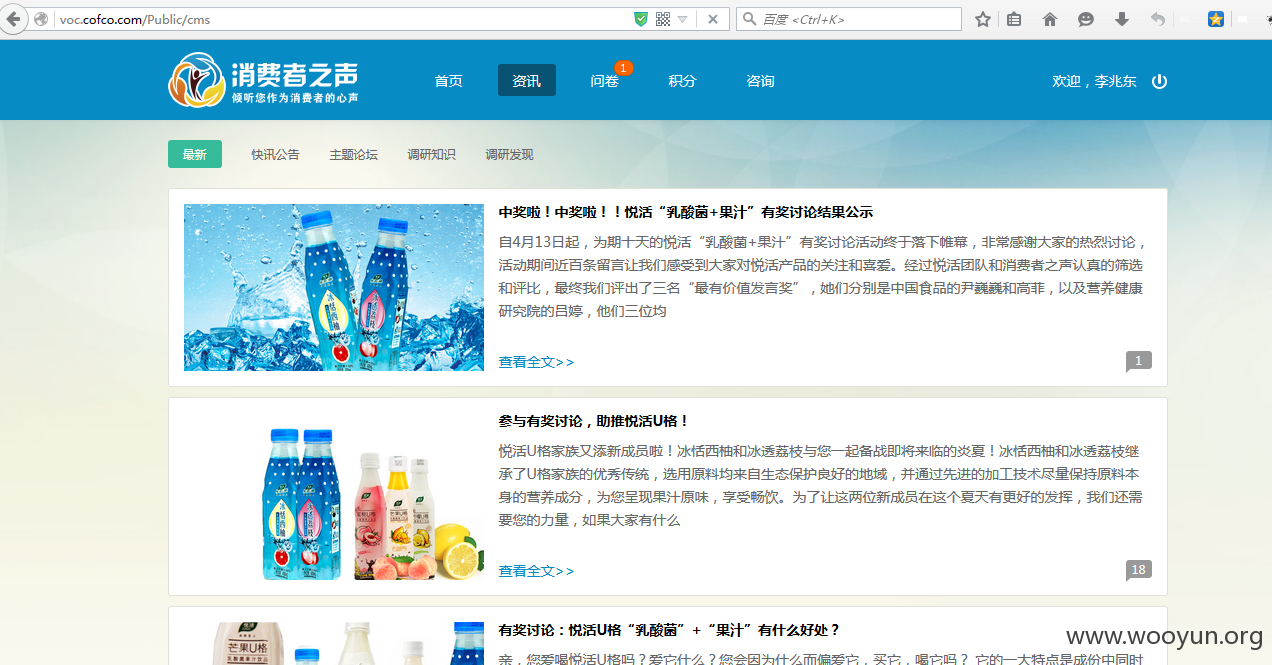 voc.cofco.com/Public/cms
百度 <Ctrl+K>
消费者之声
倾听您作为消费者的心声
首页 资讯 问卷 1 积分 咨询
欢迎，李兆东
最新 快讯公告 主题论坛 调研知识 调研发现
中奖啦！中奖啦！！悦活“乳酸菌+果汁”有奖讨论结果公示
自4月13日起，为期十天的悦活“乳酸菌+果汁”有奖讨论活动终于落下帷幕，非常感谢大家的热烈讨论，
活动期间近百条留言让我们感受到大家对悦活产品的关注和喜爱。经过悦活团队和消费者之声认真的筛选
和评比，最终我们评出了三名“最有价值发言奖”，她们分别是中国食品的尹巍巍和高菲，以及营养健康
研究院的吕婷，他们三位均
查看全文>>
1
冰恬西柚
冰透荔枝
参与有奖讨论，助推悦活U格！
悦活U格家族又添新成员啦！冰恬西柚和冰透荔枝与您一起备战即将来临的炎夏！冰恬西柚和冰透荔枝继
承了U格家族的优秀传统，选用原料均来自生态保护良好的地域，并通过先进的加工技术尽量保持原料本
身的营养成分，为您呈现果汁原味，享受畅饮。为了让这两位新成员在这个夏天有更好的发挥，我们还需
要您的力量，如果大家有什么
查看全文>>
18
冰恬西柚
冰透荔枝
有奖讨论：悦活U格“乳酸菌”+“果汁”有什么好处？
亲，您爱喝悦活U格吗？爱它什么？您会因为什么而偏爱它，买它，喝它吗？ 它的一大特点是成份中同时
芒果U格
www.wooyun.org